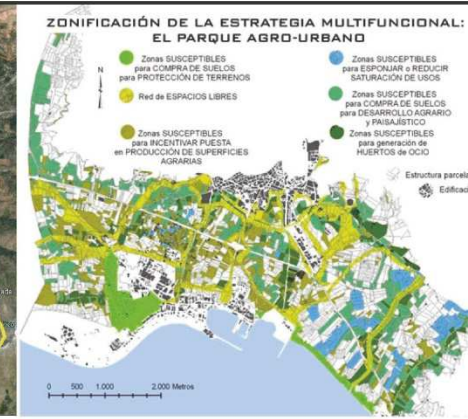 ZONIFICACIÓN DE LA ESTRATEGIA MULTIFUNCIONAL:
EL PARQUE AGRO-URBANO
Zonas SUSCEPTIBLES
para COMPRA DE SUELOS
para PROTECCIÓN DE TERRENOS
Red de ESPACIOS LIBRES
Zonas SUSCEPTIBLES
para INCENTIVAR PUESTA
en PRODUCCIÓN DE SUPERFICIES
AGRARIAS
N
Zonas SUSCEPTIBLES
para ESPONJAR o REDUCIR
SATURACIÓN DE USOS
Zonas SUSCEPTIBLES
para COMPRA DE SUELOS
para DESARROLLO AGRARIO
y PAISAJÍSTICO
Zonas SUSCEPTIBLES
para generación de
HUERTOS de OCIO
Estructura parcela
Edificac
0 500 1.000 2.000 Metros